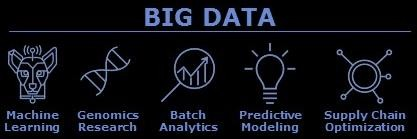 BIG DATA
Machine
Learning
Genomics
Research
Batch
Analytics
Predictive
Modeling
Supply Chain
Optimization